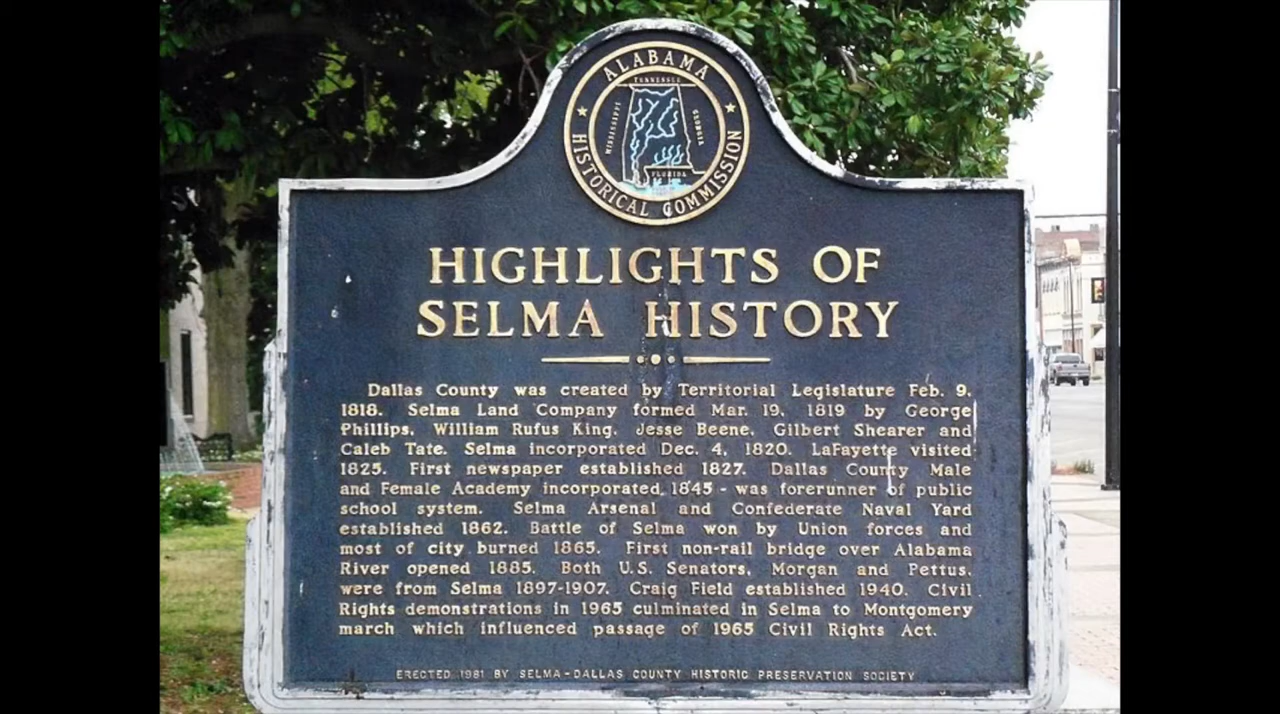 ALABAMA
TENNESSEE
MISSISSIPPI
GEORGIA
FLORIDA
HISTORICAL COMMISSION
HIGHLIGHTS OF
SELMA HISTORY
Dallas County was created by Territorial Legislature Feb. 9,
1818. Selma Land Company formed Mar. 19, 1819 by George
Phillips, William Rufus King, Jesse Beene, Gilbert Shearer and
Caleb Tate. Selma incorporated Dec. 4, 1820. LaFayette visited
1825. First newspaper established 1827. Dallas County Male
and Female Academy incorporated, 1845 - was forerunner of public
school system. Selma Arsenal and Confederate Naval Yard
established 1862. Battle of Selma won by Union forces and
most of city burned 1865. First non-rail bridge over Alabama
River opened 1885. Both U.S. Senators, Morgan and Pettus,
were from Selma 1897-1907. Craig Field established 1940. Civil
Rights demonstrations in 1965 culminated in Selma to Montgomery
march which influenced passage of 1965 Civil Rights Act.
ERECTED 1981 BY SELMA-DALLAS COUNTY HISTORIC PRESERVATION SOCIETY